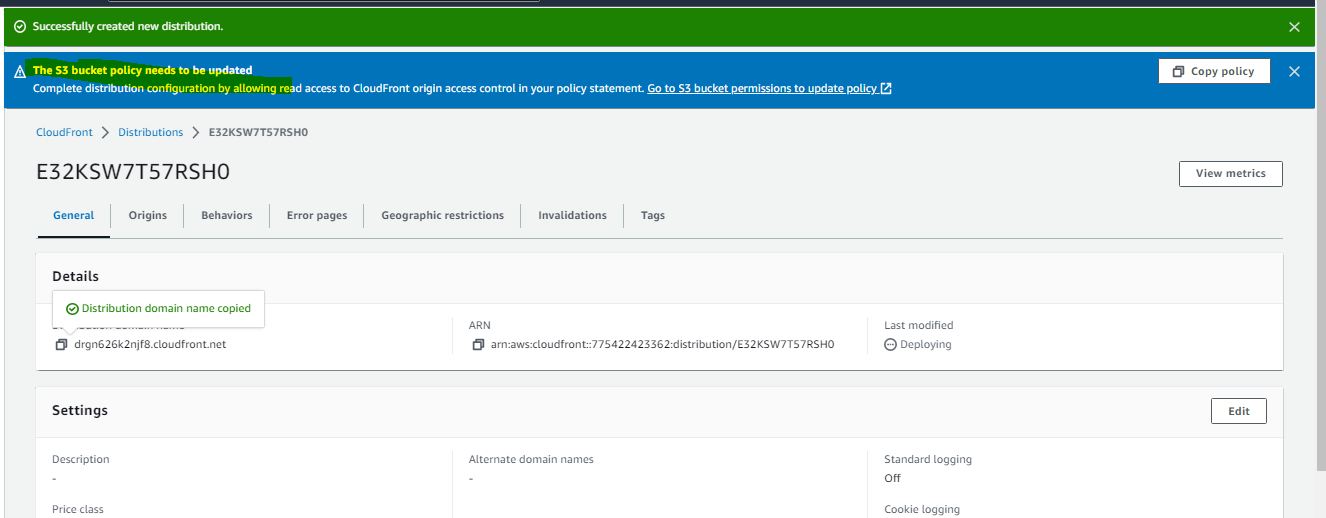 Successfully created new distribution.
The S3 bucket policy needs to be updated
Complete distribution configuration by allowing read access to CloudFront origin access control in your policy statement. Go to S3 bucket permissions to update policy
Copy policy
CloudFront > Distributions > E32KSW7T57RSH0
E32KSW7T57RSH0
View metrics
General Origins Behaviors Error pages Geographic restrictions Invalidations Tags
Details
Distribution domain name copied
ARN
Last modified
drgn626k2njf8.cloudfront.net
arn:aws:cloudfront::775422423362:distribution/E32KSW7T57RSH0
Deploying
Settings
Edit
Description
-
Alternate domain names
-
Standard logging
Off
Price class
Cookie logging